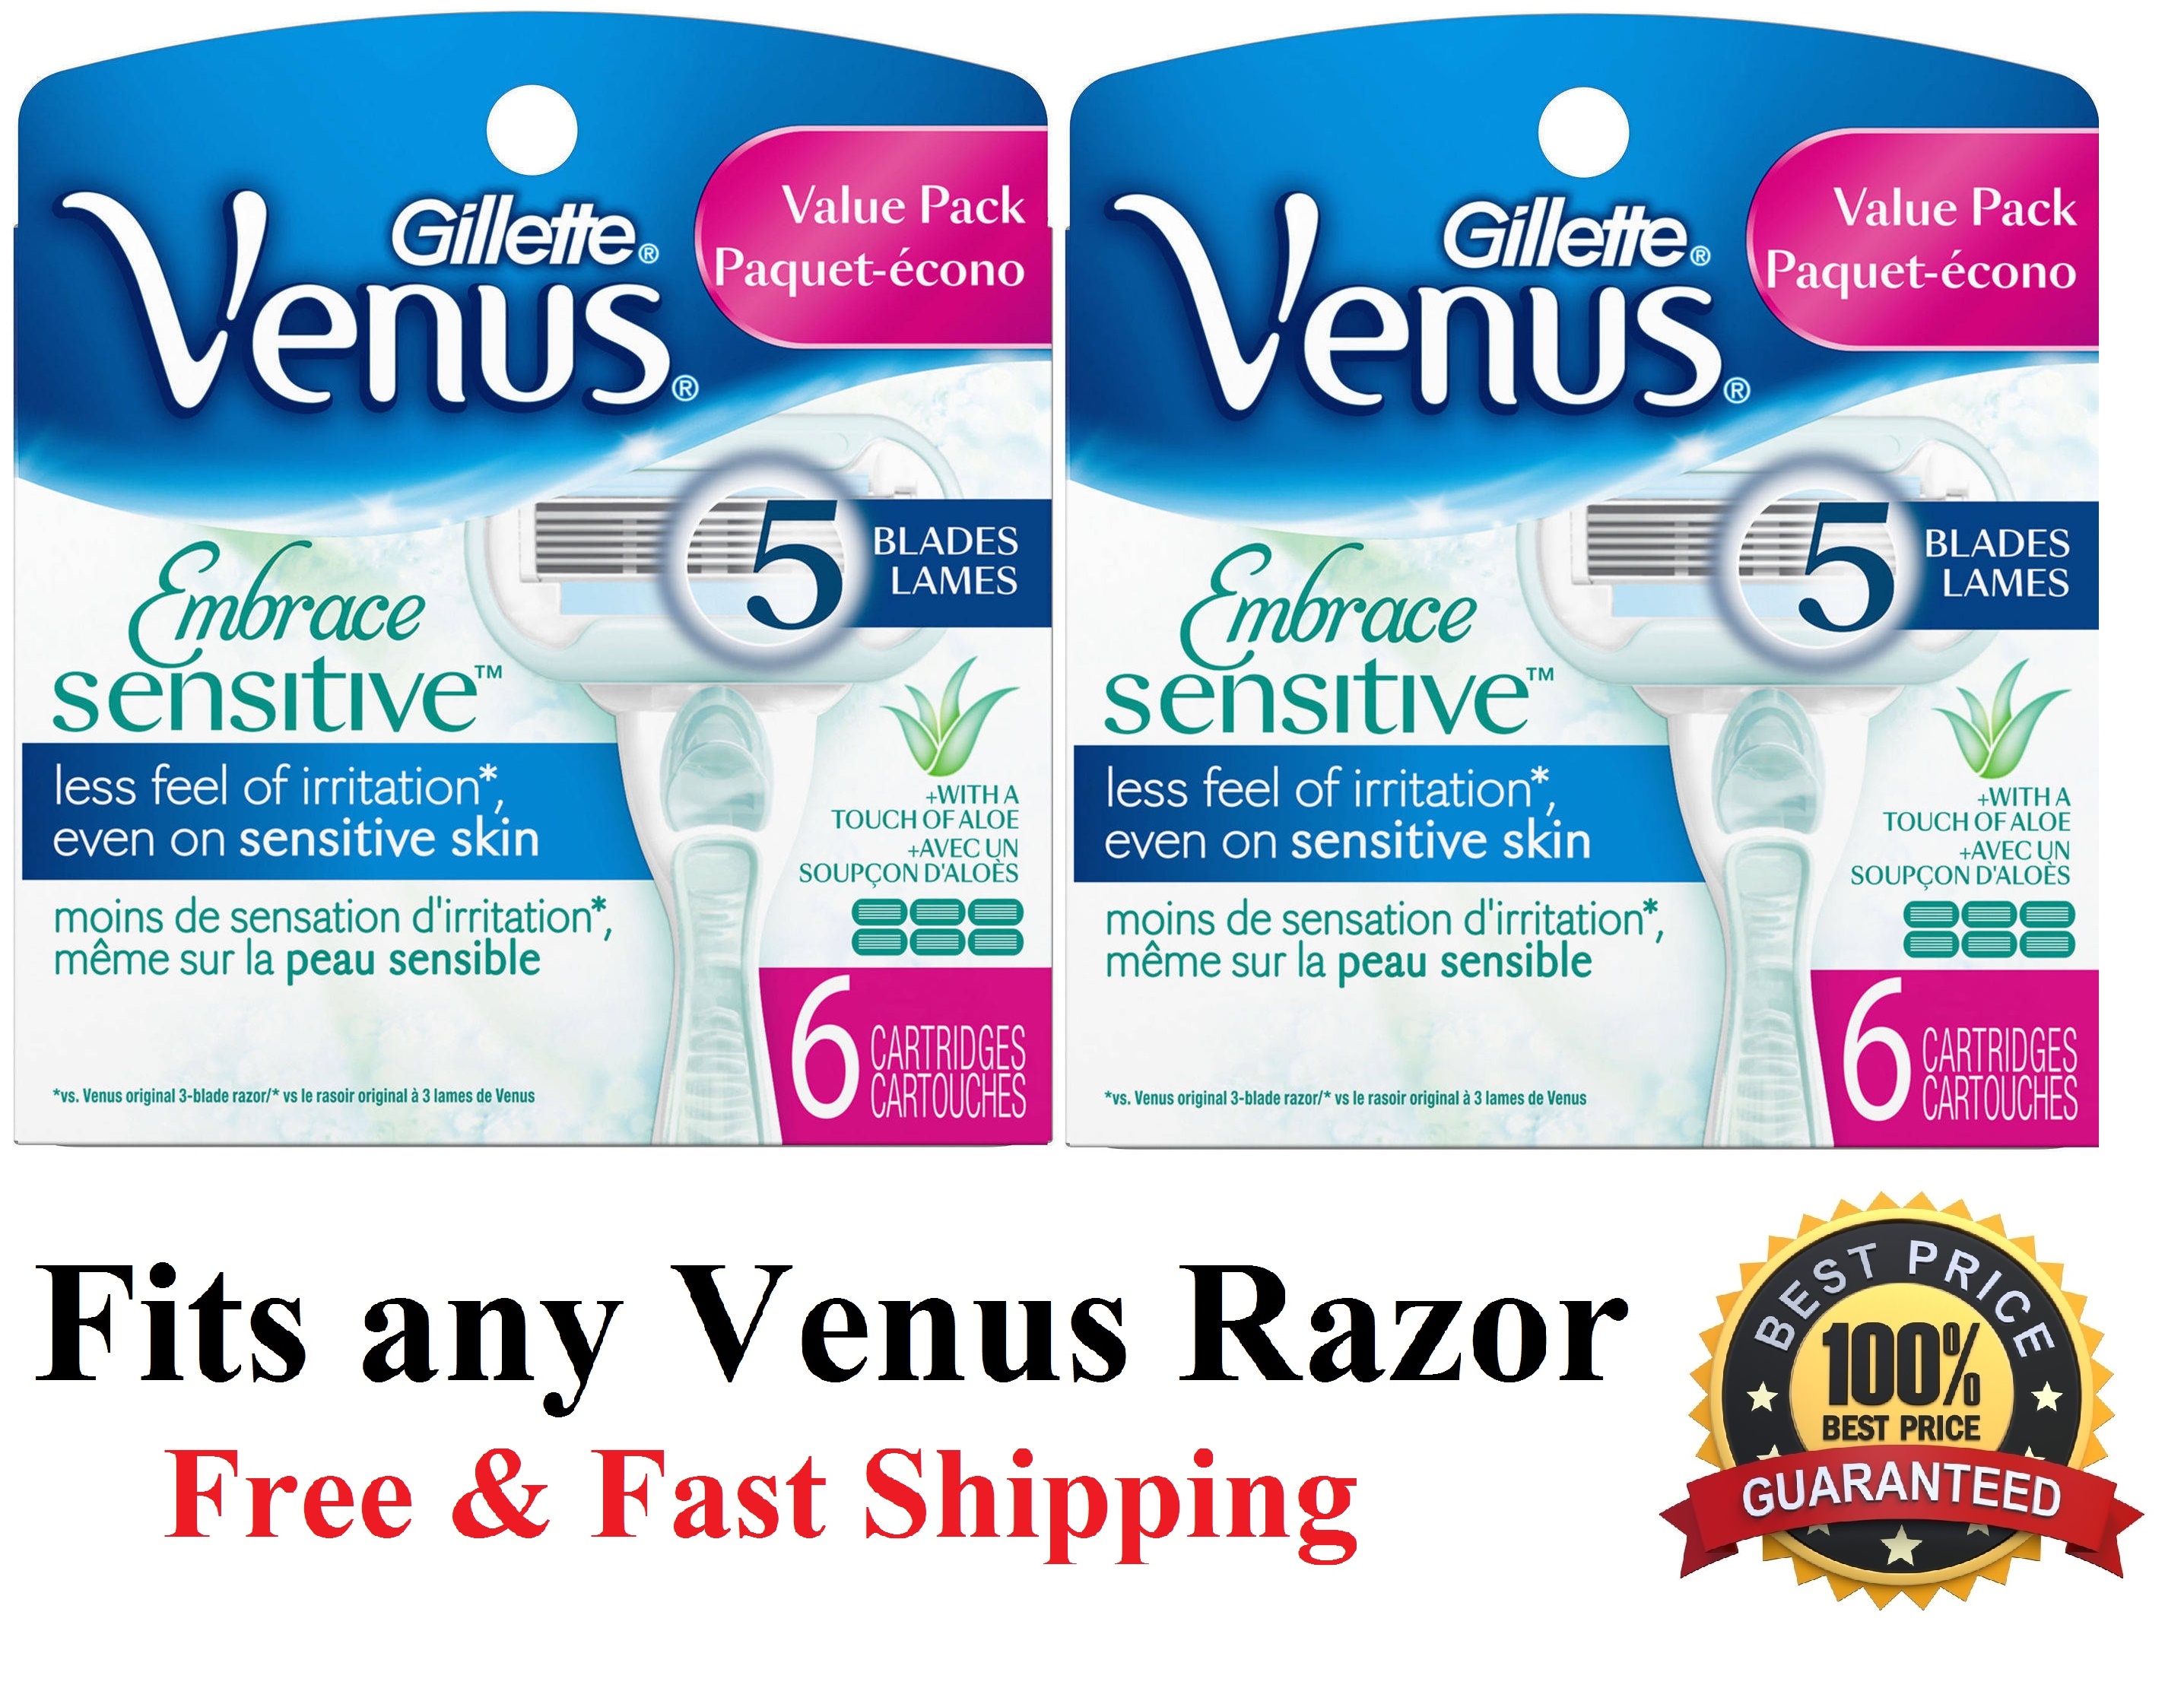 Gillette®
Venus®
Value Pack
Paquet-écono
5
BLADES
LAMES
Embrace
sensitive™
less feel of irritation*,
even on sensitive skin
moins de sensation d'irritation*,
même sur la peau sensible
+WITH A
TOUCH OF ALOE
+AVEC UN
SOUPÇON D'ALOÈS
6
CARTRIDGES
CARTOUCHES
*vs. Venus original 3-blade razor/* vs le rasoir original à 3 lames de Venus
Gillette®
Venus®
Value Pack
Paquet-écono
5
BLADES
LAMES
Embrace
sensitive™
less feel of irritation*,
even on sensitive skin
moins de sensation d'irritation*,
même sur la peau sensible
+WITH A
TOUCH OF ALOE
+AVEC UN
SOUPÇON D'ALOÈS
6
CARTRIDGES
CARTOUCHES
*vs. Venus original 3-blade razor/* vs le rasoir original à 3 lames de Venus
Fits any Venus Razor
Free & Fast Shipping
BEST PRICE
100%
BEST PRICE
GUARANTEED